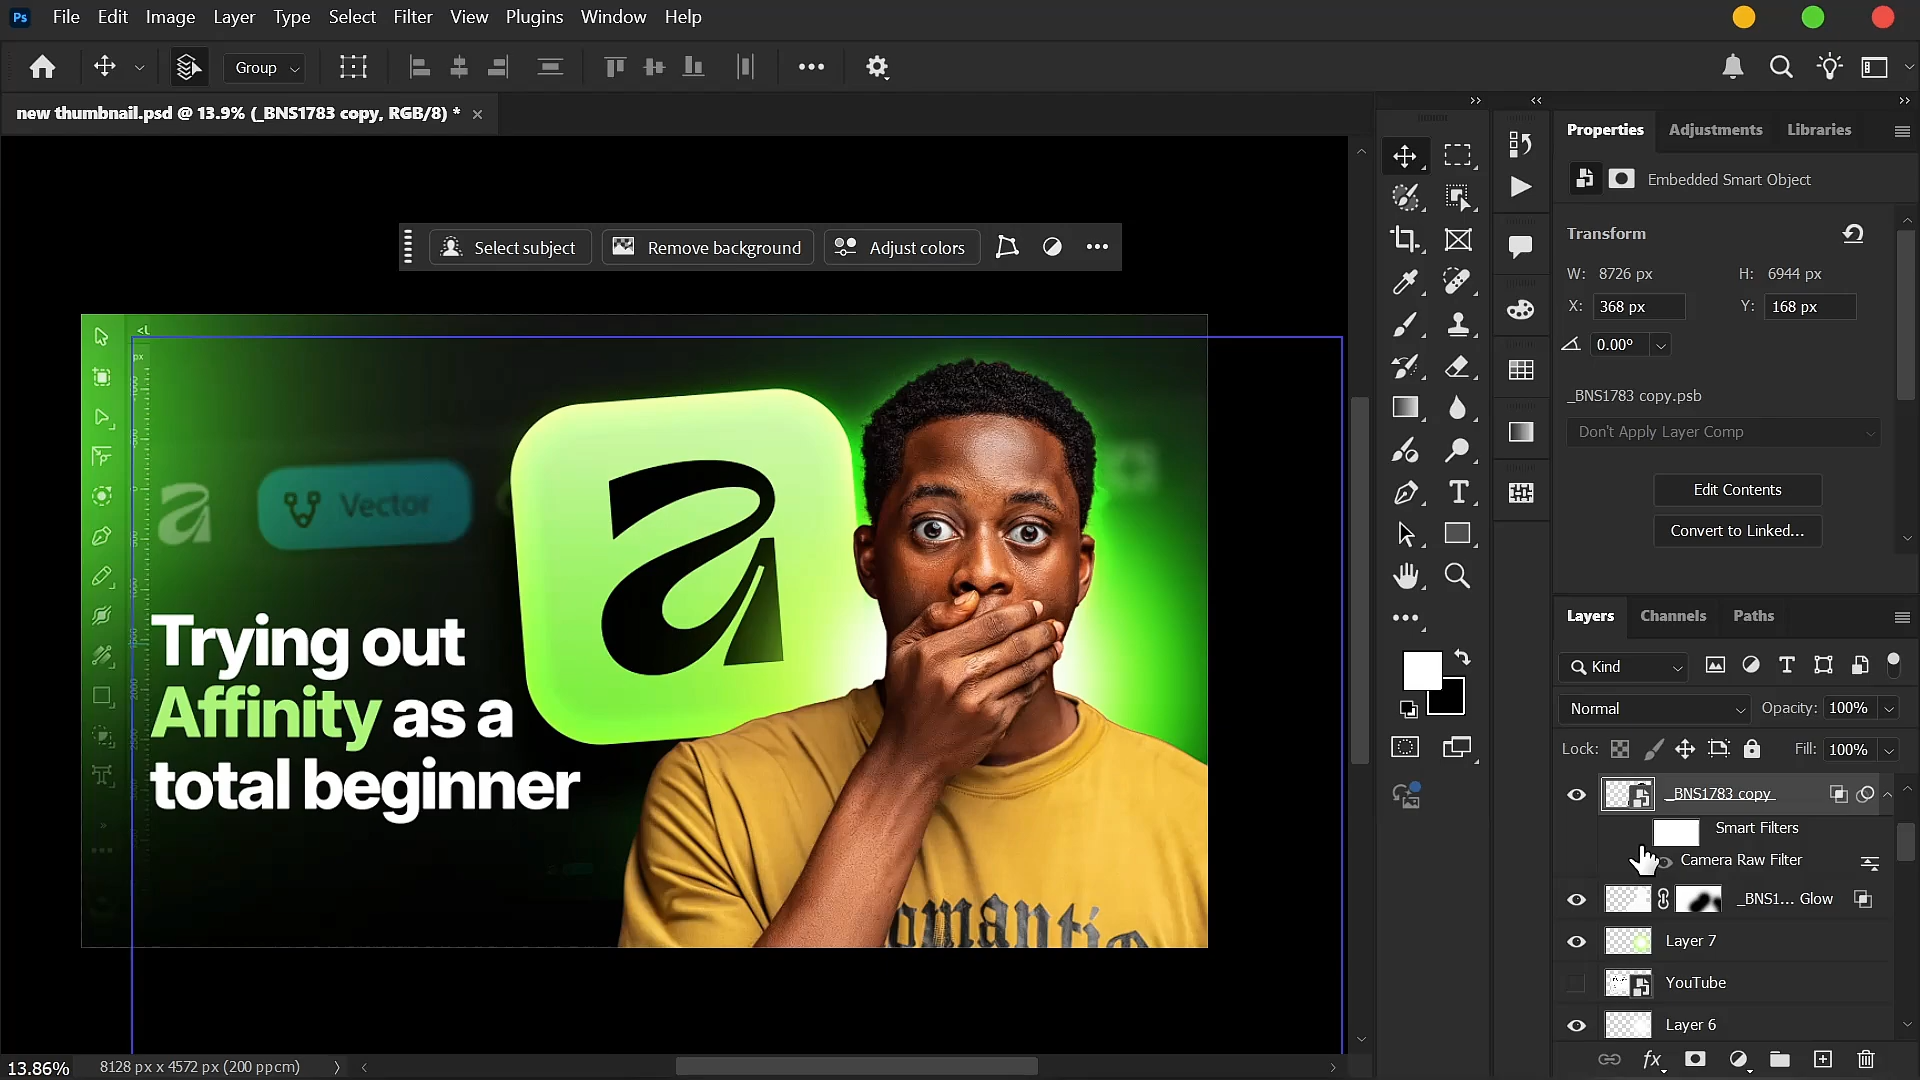 Ps File Edit Image Layer Type Select Filter View Plugins Window Help
Group
new thumbnail.psd @ 13.9% (_BNS1783 copy, RGB/8) *
Properties Adjustments Libraries
Embedded Smart Object
Select subject Remove background Adjust colors
Transform
W: 8726 px H: 6944 px
X: 368 px Y: 168 px
0.00°
_BNS1783 copy.psb
Don't Apply Layer Comp
Edit Contents
Convert to Linked...
px
Vector
a
Trying out
Affinity as a
total beginner
romantic
Layers Channels Paths
Kind
Normal Opacity: 100%
Lock: Fill: 100%
_BNS1783 copy
Smart Filters
Camera Raw Filter
_BNS1... Glow
Layer 7
YouTube
Layer 6
fx
13.86% 8128 px x 4572 px (200 ppcm)